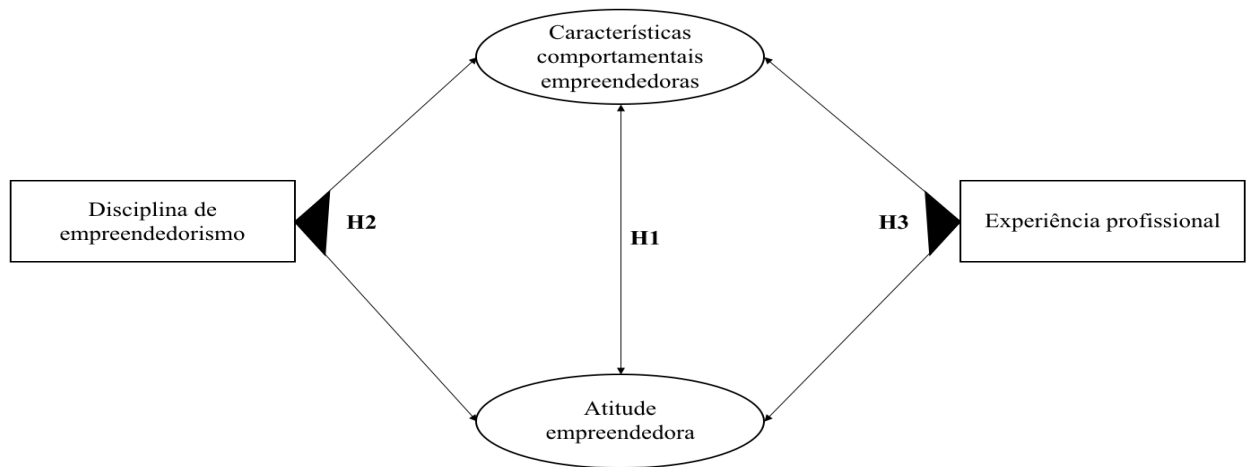 Características
comportamentais
empreendedoras
Disciplina de
empreendedorismo
H2
H1
H3
Experiência profissional
Atitude
empreendedora